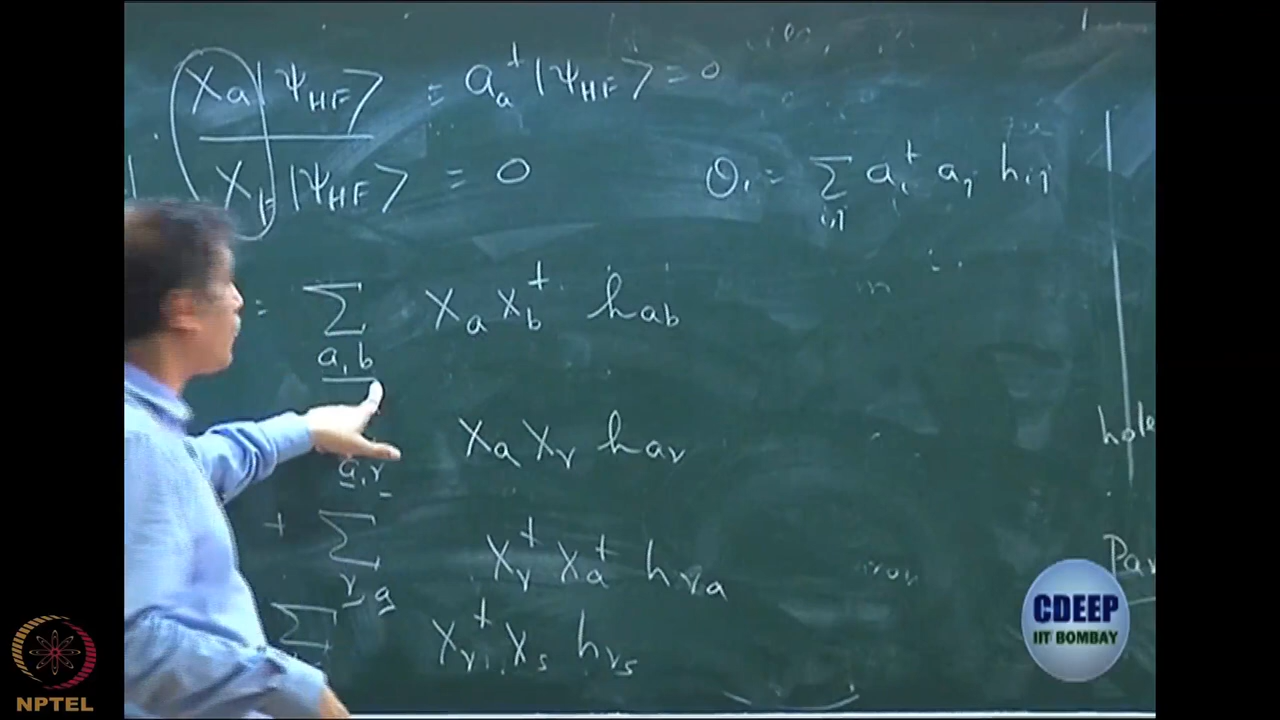 X_a |Ψ_HF⟩ = a_a^† |Ψ_HF⟩ = 0
X_r |Ψ_HF⟩ = 0
O_1 = Σ_{i,j} a_i^† a_j h_ij
= Σ_{a,b} X_a X_b^† h_ab
a,r X_a X_r h_ar
+ Σ_{r,a} X_r^† X_a^† h_ra
Σ X_r^† X_s h_rs
hole
Par
CDEEP
IIT BOMBAY
NPTEL